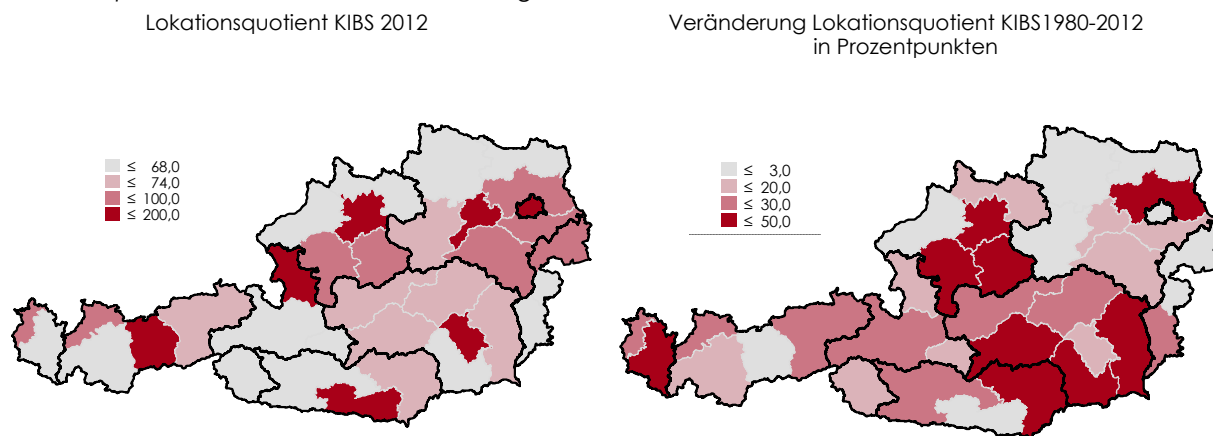 Lokationsquotient KIBS 2012
Veränderung Lokationsquotient KIBS1980-2012
in Prozentpunkten
≤ 68,0
≤ 74,0
≤ 100,0
≤ 200,0
≤ 3,0
≤ 20,0
≤ 30,0
≤ 50,0